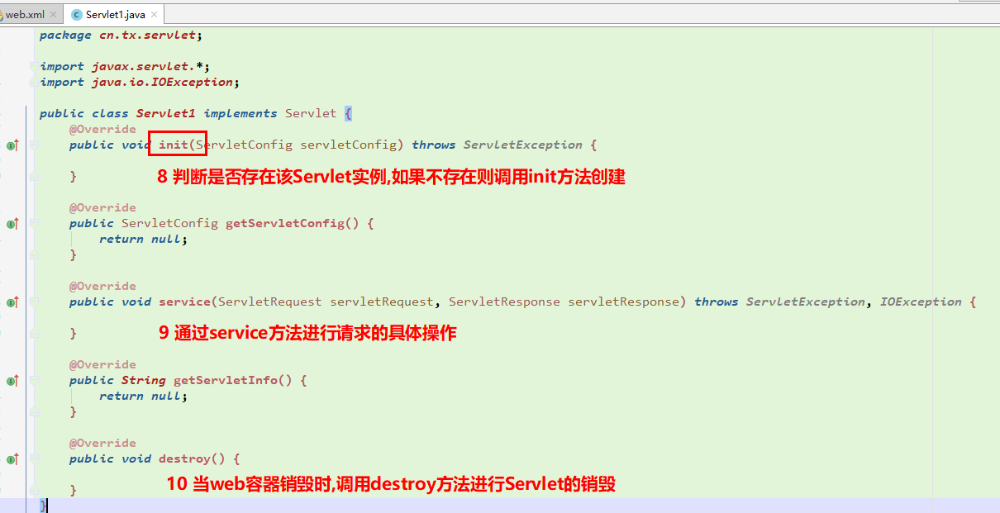 web.xml Servlet1.java
package cn.tx.servlet;
import javax.servlet.*;
import java.io.IOException;
public class Servlet1 implements Servlet {
@Override
public void init(ServletConfig servletConfig) throws ServletException {
}
8 判断是否存在该Servlet实例,如果不存在则调用init方法创建
@Override
public ServletConfig getServletConfig() {
return null;
}
@Override
public void service(ServletRequest servletRequest, ServletResponse servletResponse) throws ServletException, IOException {
}
9 通过service方法进行请求的具体操作
@Override
public String getServletInfo() {
return null;
}
@Override
public void destroy() {
}
10 当web容器销毁时,调用destroy方法进行Servlet的销毁
}